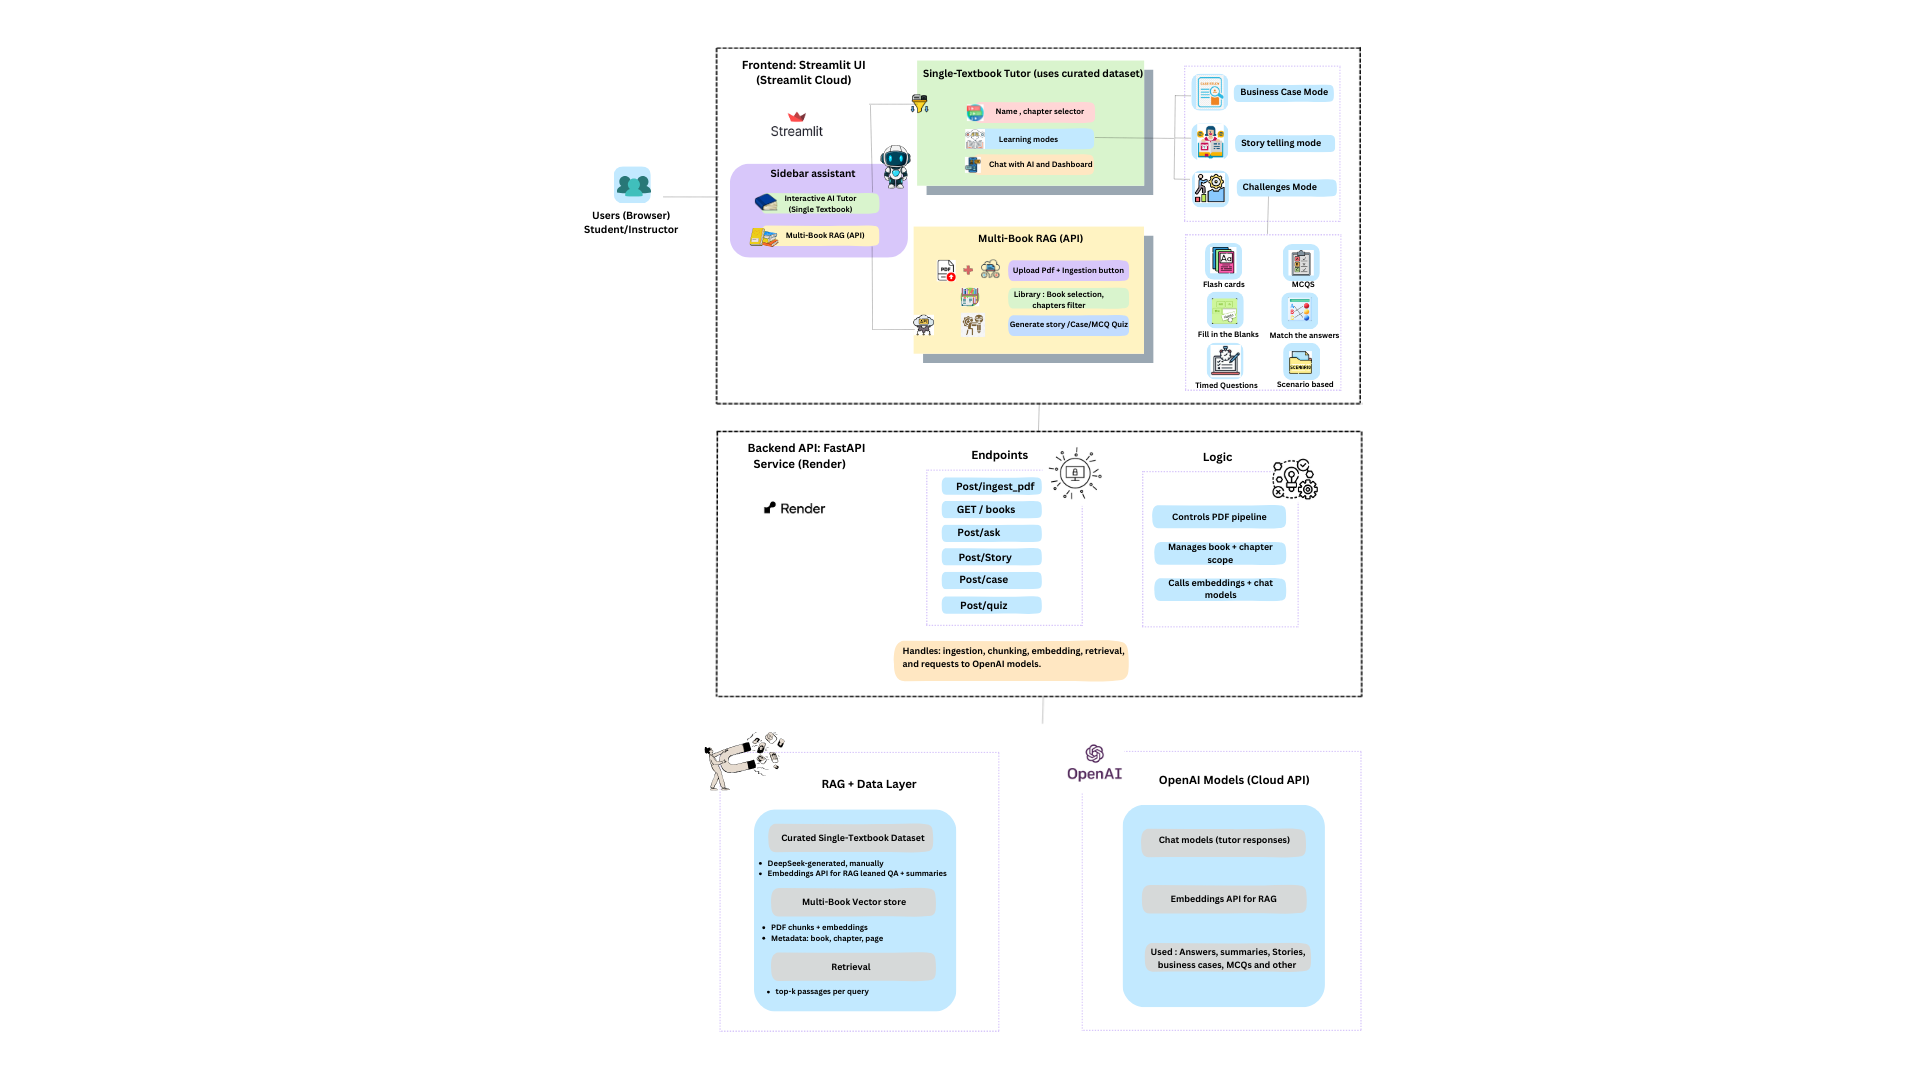 Frontend: Streamlit UI
(Streamlit Cloud)
Streamlit
Users (Browser)
Student/Instructor
Sidebar assistant
Interactive AI Tutor
(Single Textbook)
Multi-Book RAG (API)
Single-Textbook Tutor (uses curated dataset)
Name , chapter selector
Learning modes
Chat with AI and Dashboard
Multi-Book RAG (API)
PDF
Upload Pdf + Ingestion button
Library : Book selection,
chapters filter
API
Generate story /Case/MCQ Quiz
Business Case Mode
Story telling mode
Challenges Mode
Aa
Flash cards
MCQS
Fill in the Blanks
Match the answers
Timed Questions
SCENARIO
Scenario based
Backend API: FastAPI
Service (Render)
Render
Endpoints
Post/ingest_pdf
GET / books
Post/ask
Post/Story
Post/case
Post/quiz
Logic
Controls PDF pipeline
Manages book + chapter
scope
Calls embeddings + chat
models
Handles: ingestion, chunking, embedding, retrieval,
and requests to OpenAI models.
RAG + Data Layer
Curated Single-Textbook Dataset
• DeepSeek-generated, manually
• Embeddings API for RAG leaned QA + summaries
Multi-Book Vector store
• PDF chunks + embeddings
• Metadata: book, chapter, page
Retrieval
• top-k passages per query
OpenAI
OpenAI Models (Cloud API)
Chat models (tutor responses)
Embeddings API for RAG
Used : Answers, summaries, Stories,
business cases, MCQs and other